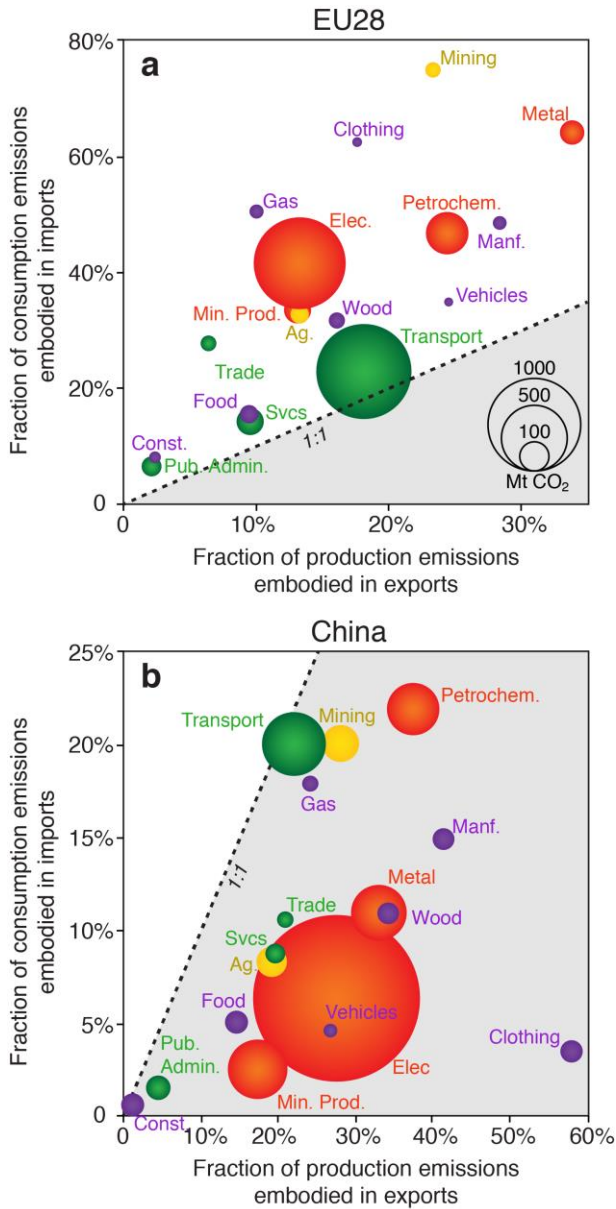 EU28
80%
a
Mining
Metal
Clothing
60%
Gas
Petrochem.
Elec.
Manf.
40%
Vehicles
Min. Prod.
Wood
Ag.
Transport
Trade
20%
Food
Svcs
1:1
1000
500
100
Mt CO₂
Const.
Pub. Admin.
0
0
10%
20%
30%
Fraction of consumption emissions
embodied in imports
Fraction of production emissions
embodied in exports
China
25%
b
Petrochem.
Transport
Mining
20%
Gas
Manf.
15%
1:1
Metal
Trade
Wood
10%
Svcs
Ag.
Food
Vehicles
5%
Pub.
Admin.
Clothing
Elec
Min. Prod.
Const.
0
0
10%
20%
30%
40%
50%
60%
Fraction of consumption emissions
embodied in imports
Fraction of production emissions
embodied in exports